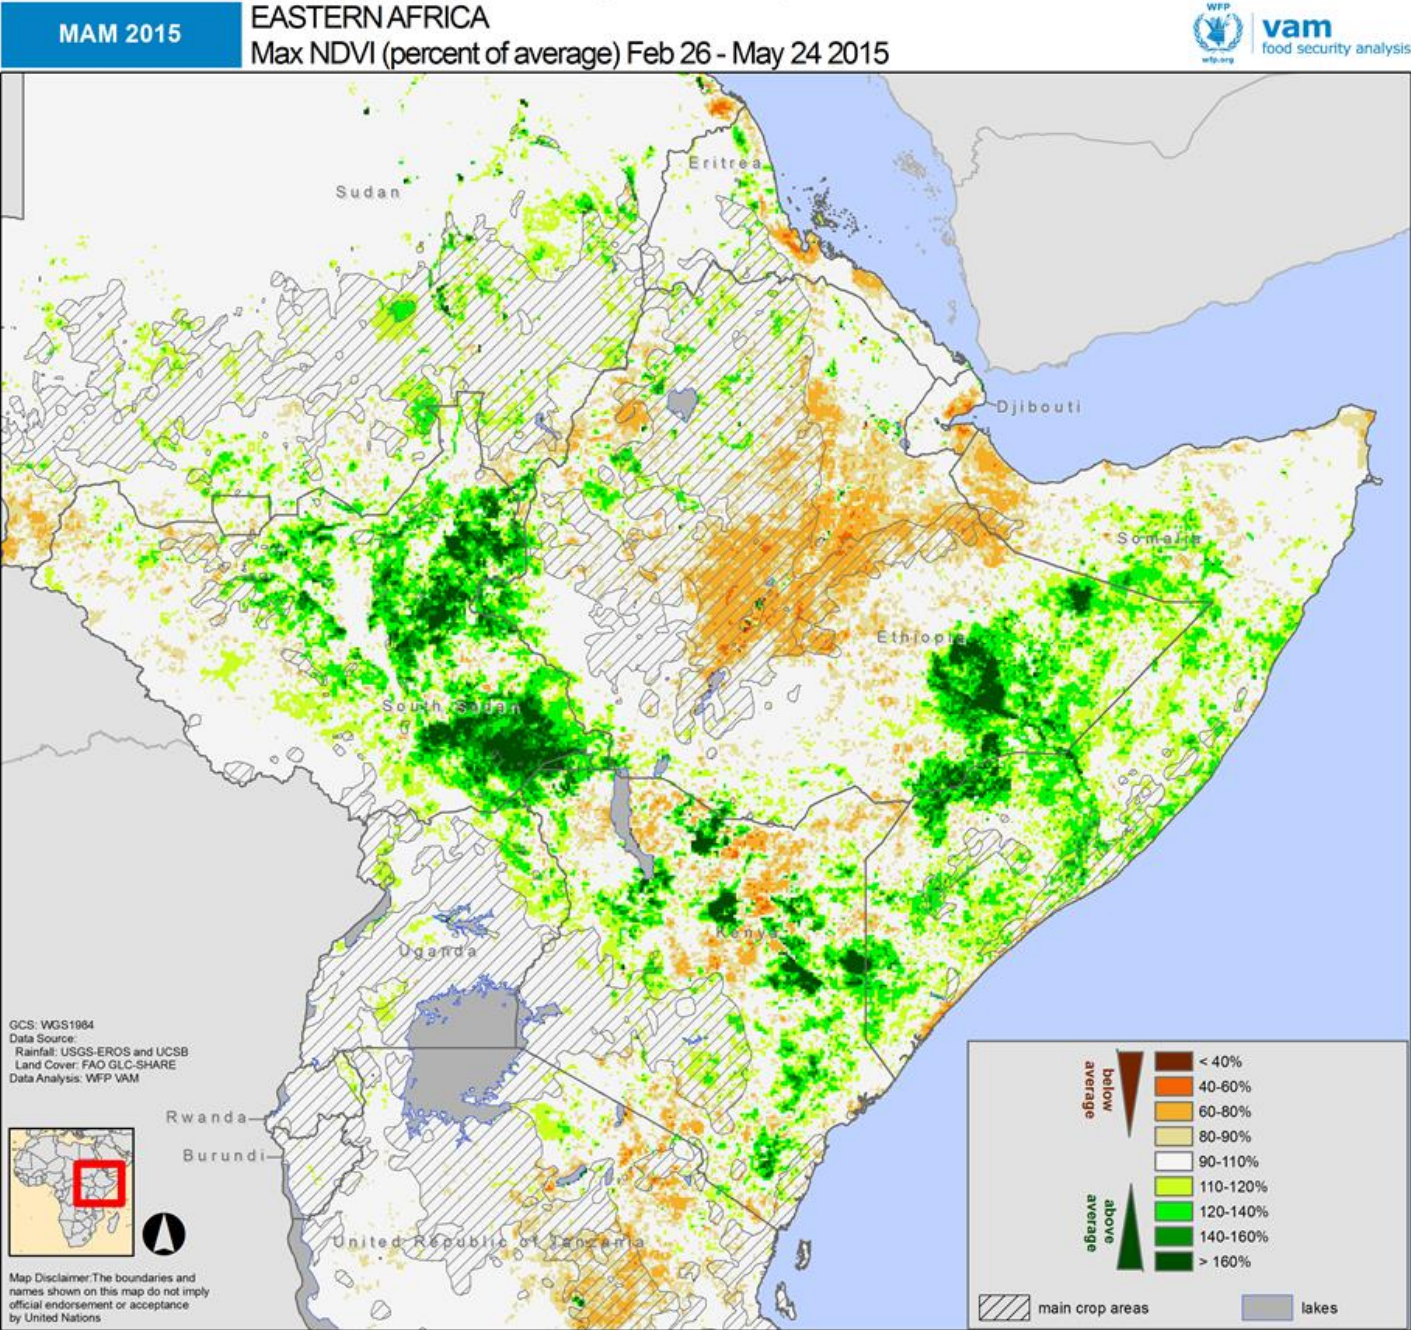 MAM 2015
EASTERN AFRICA
Max NDVI (percent of average) Feb 26 - May 24 2015
WFP
wfp.org
vam
food security analysis
Eritrea
Sudan
Djibouti
Somalia
Ethiopia
South Sudan
Kenya
Uganda
GCS: WGS1984
Data Source:
Rainfall: USGS-EROS and UCSB
Land Cover: FAO GLC-SHARE
Data Analysis: WFP VAM
Rwanda
Burundi
United Republic of Tanzania
Map Disclaimer:The boundaries and
names shown on this map do not imply
official endorsement or acceptance
by United Nations
below
average
above
average
< 40%
40-60%
60-80%
80-90%
90-110%
110-120%
120-140%
140-160%
> 160%
main crop areas
lakes